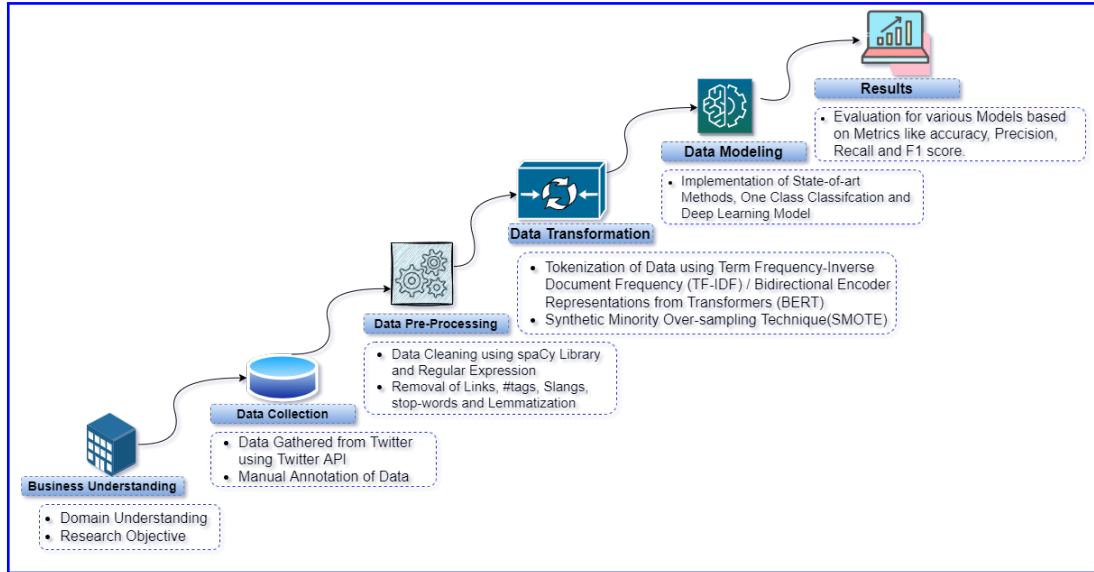 Business Understanding
• Domain Understanding
• Research Objective
Data Collection
• Data Gathered from Twitter
using Twitter API
• Manual Annotation of Data
Data Pre-Processing
• Data Cleaning using spaCy Library
and Regular Expression
• Removal of Links, #tags, Slangs,
stop-words and Lemmatization
Data Transformation
• Tokenization of Data using Term Frequency-Inverse
Document Frequency (TF-IDF) / Bidirectional Encoder
Representations from Transformers (BERT)
• Synthetic Minority Over-sampling Technique(SMOTE)
Data Modeling
• Implementation of State-of-art
Methods, One Class Classifcation and
Deep Learning Model
Results
• Evaluation for various Models based
on Metrics like accuracy, Precision,
Recall and F1 score.